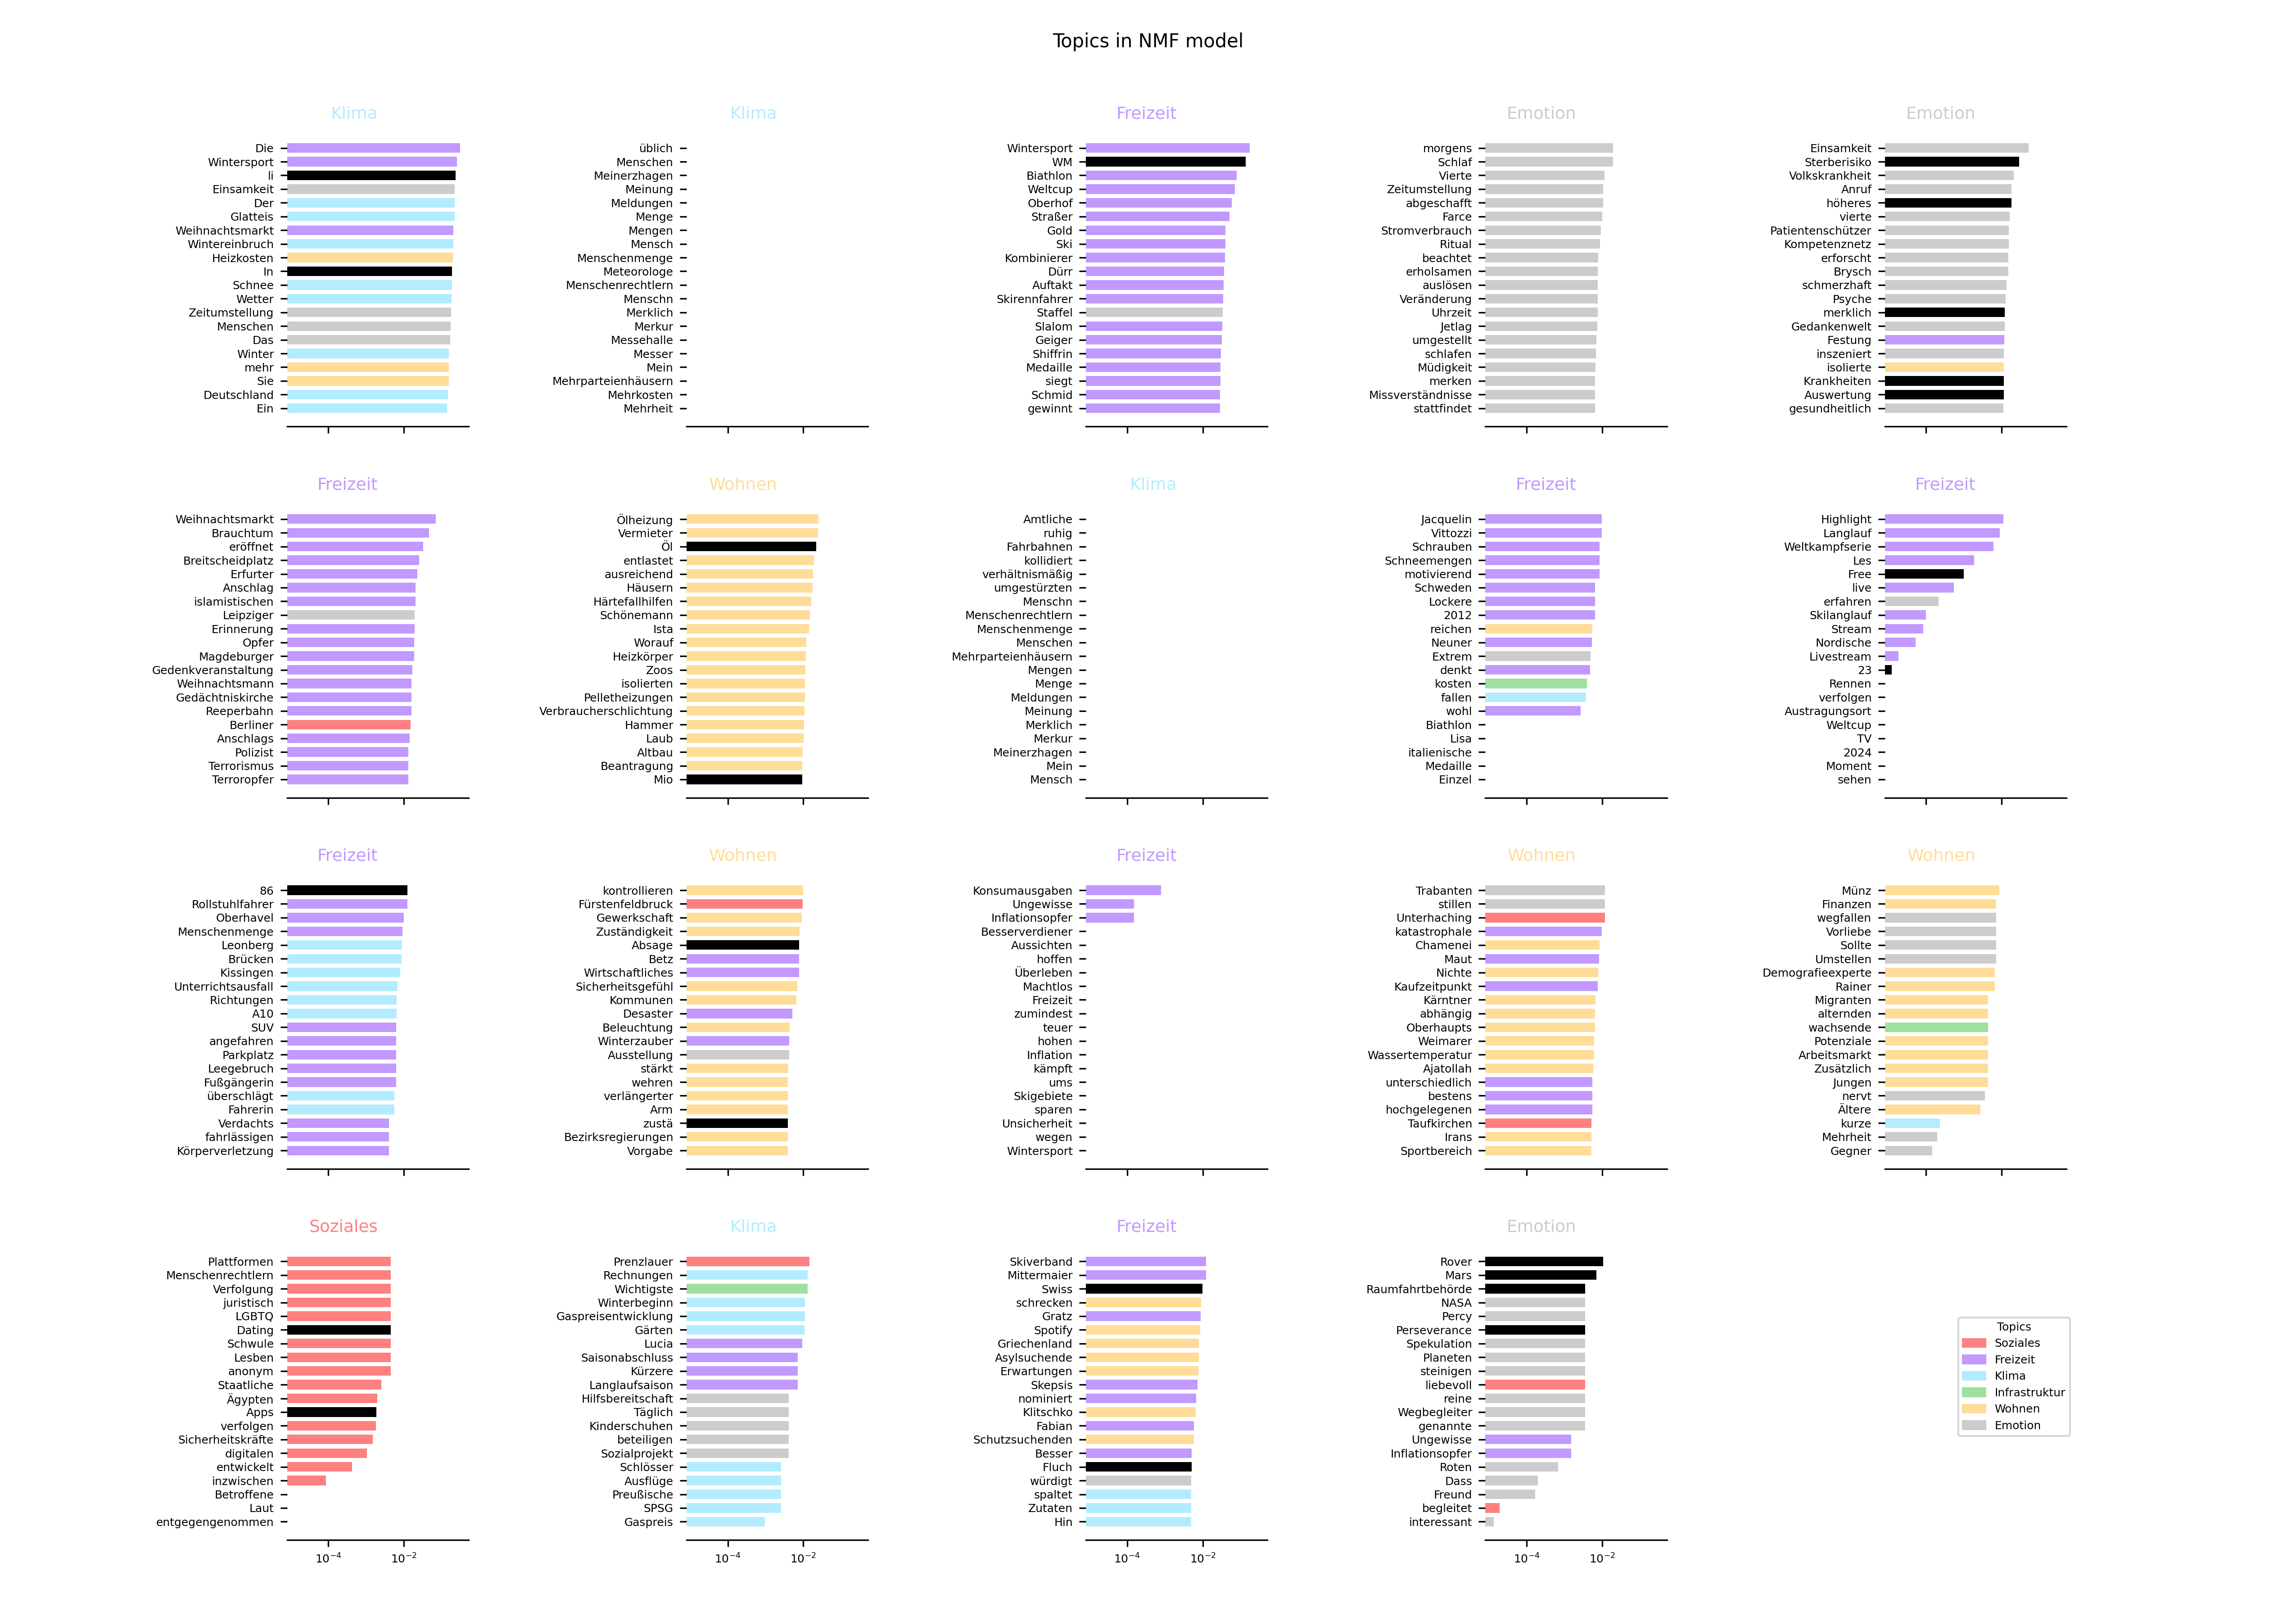 Topics in NMF model
Klima
Die
Wintersport
li
Einsamkeit
Der
Glatteis
Weihnachtsmarkt
Wintereinbruch
Heizkosten
In
Schnee
Wetter
Zeitumstellung
Menschen
Das
Winter
mehr
Sie
Deutschland
Ein
Klima
üblich
Menschen
Meinerzhagen
Meinung
Meldungen
Menge
Mengen
Mensch
Menschenmenge
Meteorologe
Menschenrechtlern
Menschn
Merklich
Merkur
Messehalle
Messer
Mein
Mehrparteienhäusern
Mehrkosten
Mehrheit
Freizeit
Wintersport
WM
Biathlon
Weltcup
Oberhof
Straßer
Gold
Ski
Kombinierer
Dürr
Auftakt
Skirennfahrer
Staffel
Slalom
Geiger
Shiffrin
Medaille
siegt
Schmid
gewinnt
Emotion
morgens
Schlaf
Vierte
Zeitumstellung
abgeschafft
Farce
Stromverbrauch
Ritual
beachtet
erholsamen
auslösen
Veränderung
Uhrzeit
Jetlag
umgestellt
schlafen
Müdigkeit
merken
Missverständnisse
stattfindet
Emotion
Einsamkeit
Sterberisiko
Volkskrankheit
Anruf
höheres
vierte
Patientenschützer
Kompetenznetz
erforscht
Brysch
schmerzhaft
Psyche
merklich
Gedankenwelt
Festung
inszeniert
isolierte
Krankheiten
Auswertung
gesundheitlich
Freizeit
Weihnachtsmarkt
Brauchtum
eröffnet
Breitscheidplatz
Erfurter
Anschlag
islamistischen
Leipziger
Erinnerung
Opfer
Magdeburger
Gedenkveranstaltung
Weihnachtsmann
Gedächtniskirche
Reeperbahn
Berliner
Anschlags
Polizist
Terrorismus
Terroropfer
Wohnen
Ölheizung
Vermieter
Öl
entlastet
ausreichend
Häusern
Härtefallhilfen
Schönemann
Ista
Worauf
Heizkörper
Zoos
isolierten
Pelletheizungen
Verbraucherschlichtung
Hammer
Laub
Altbau
Beantragung
Mio
Klima
Amtliche
ruhig
Fahrbahnen
kollidiert
verhältnismäßig
umgestürzten
Menschn
Menschenrechtlern
Menschenmenge
Menschen
Mehrparteienhäusern
Mengen
Menge
Meldungen
Meinung
Merklich
Merkur
Meinerzhagen
Mein
Mensch
Freizeit
Jacquelin
Vittozzi
Schrauben
Schneemengen
motivierend
Schweden
Lockere
2012
reichen
Neuner
Extrem
denkt
kosten
fallen
wohl
Biathlon
Lisa
italienische
Medaille
Einzel
Freizeit
Highlight
Langlauf
Weltkampfserie
Les
Free
live
erfahren
Skilanglauf
Stream
Nordische
Livestream
23
Rennen
verfolgen
Austragungsort
Weltcup
TV
2024
Moment
sehen
Freizeit
86
Rollstuhlfahrer
Oberhavel
Menschenmenge
Leonberg
Brücken
Kissingen
Unterrichtsausfall
Richtungen
A10
SUV
angefahren
Parkplatz
Leegebruch
Fußgängerin
überschlägt
Fahrerin
Verdachts
fahrlässigen
Körperverletzung
Wohnen
kontrollieren
Fürstenfeldbruck
Gewerkschaft
Zuständigkeit
Absage
Betz
Wirtschaftliches
Sicherheitsgefühl
Kommunen
Desaster
Beleuchtung
Winterzauber
Ausstellung
stärkt
wehren
verlängerter
Arm
zustä
Bezirksregierungen
Vorgabe
Freizeit
Konsumausgaben
Ungewisse
Inflationsopfer
Besserverdiener
Aussichten
hoffen
Überleben
Machtlos
Freizeit
zumindest
teuer
hohen
Inflation
kämpft
ums
Skigebiete
sparen
Unsicherheit
wegen
Wintersport
Wohnen
Trabanten
stillen
Unterhaching
katastrophale
Chamenei
Maut
Nichte
Kaufzeitpunkt
Kärntner
abhängig
Oberhaupts
Weimarer
Wassertemperatur
Ajatollah
unterschiedlich
bestens
hochgelegenen
Taufkirchen
Irans
Sportbereich
Wohnen
Münz
Finanzen
wegfallen
Vorliebe
Sollte
Umstellen
Demografieexperte
Rainer
Migranten
alternden
wachsende
Potenziale
Arbeitsmarkt
Zusätzlich
Jungen
nervt
Ältere
kurze
Mehrheit
Gegner
Soziales
Plattformen
Menschenrechtlern
Verfolgung
juristisch
LGBTQ
Dating
Schwule
Lesben
anonym
Staatliche
Ägypten
Apps
verfolgen
Sicherheitskräfte
digitalen
entwickelt
inzwischen
Betroffene
Laut
entgegengenommen
10⁻⁴ 10⁻²
Klima
Prenzlauer
Rechnungen
Wichtigste
Winterbeginn
Gaspreisentwicklung
Gärten
Lucia
Saisonabschluss
Kürzere
Langlaufsaison
Hilfsbereitschaft
Täglich
Kinderschuhen
beteiligen
Sozialprojekt
Schlösser
Ausflüge
Preußische
SPSG
Gaspreis
10⁻⁴ 10⁻²
Freizeit
Skiverband
Mittermaier
Swiss
schrecken
Gratz
Spotify
Griechenland
Asylsuchende
Erwartungen
Skepsis
nominiert
Klitschko
Fabian
Schutzsuchenden
Besser
Fluch
würdigt
spaltet
Zutaten
Hin
10⁻⁴ 10⁻²
Emotion
Rover
Mars
Raumfahrtbehörde
NASA
Percy
Perseverance
Spekulation
Planeten
steinigen
liebevoll
reine
Wegbegleiter
genannte
Ungewisse
Inflationsopfer
Roten
Dass
Freund
begleitet
interessant
10⁻⁴ 10⁻²
Topics
Soziales
Freizeit
Klima
Infrastruktur
Wohnen
Emotion